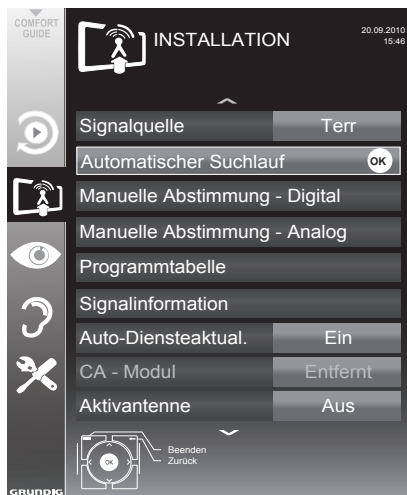 COMFORT
GUIDE
INSTALLATION
20.09.2010
15:46
Signalquelle Terr
Automatischer Suchlauf OK
Manuelle Abstimmung - Digital
Manuelle Abstimmung - Analog
Programmtabelle
Signalinformation
Auto-Diensteaktual. Ein
CA - Modul Entfernt
Aktivantenne Aus
OK
Beenden
Zurück
GRUNDIG